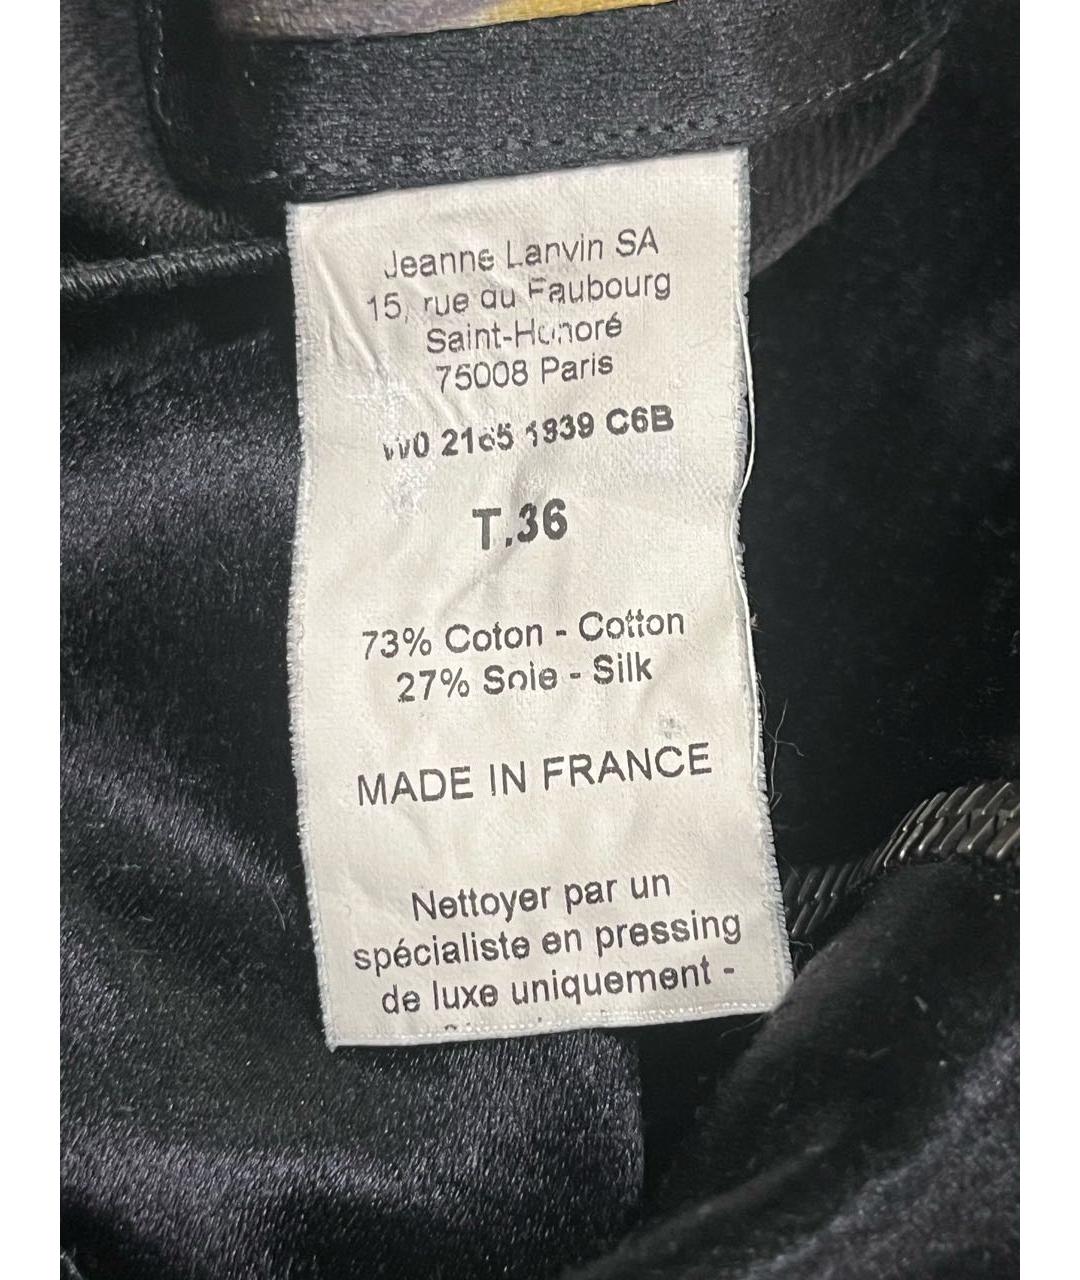 Jeanne Lanvin SA
15, rue du Faubourg
Saint-Honoré
75008 Paris
C6B
T.36
73% Coton - Cotton
27% Soie - Silk
MADE IN FRANCE
Nettoyer par un
spécialiste en pressing
de luxe uniquement -